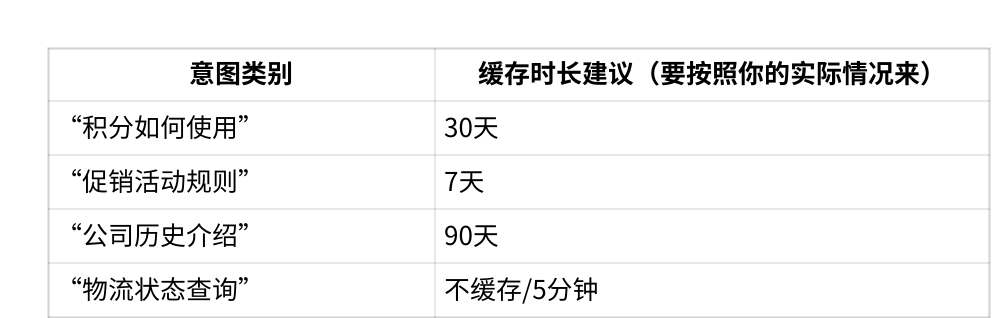 意图类别 缓存时长建议（要按照你的实际情况来）
“积分如何使用” 30天
“促销活动规则” 7天
“公司历史介绍” 90天
“物流状态查询” 不缓存/5分钟